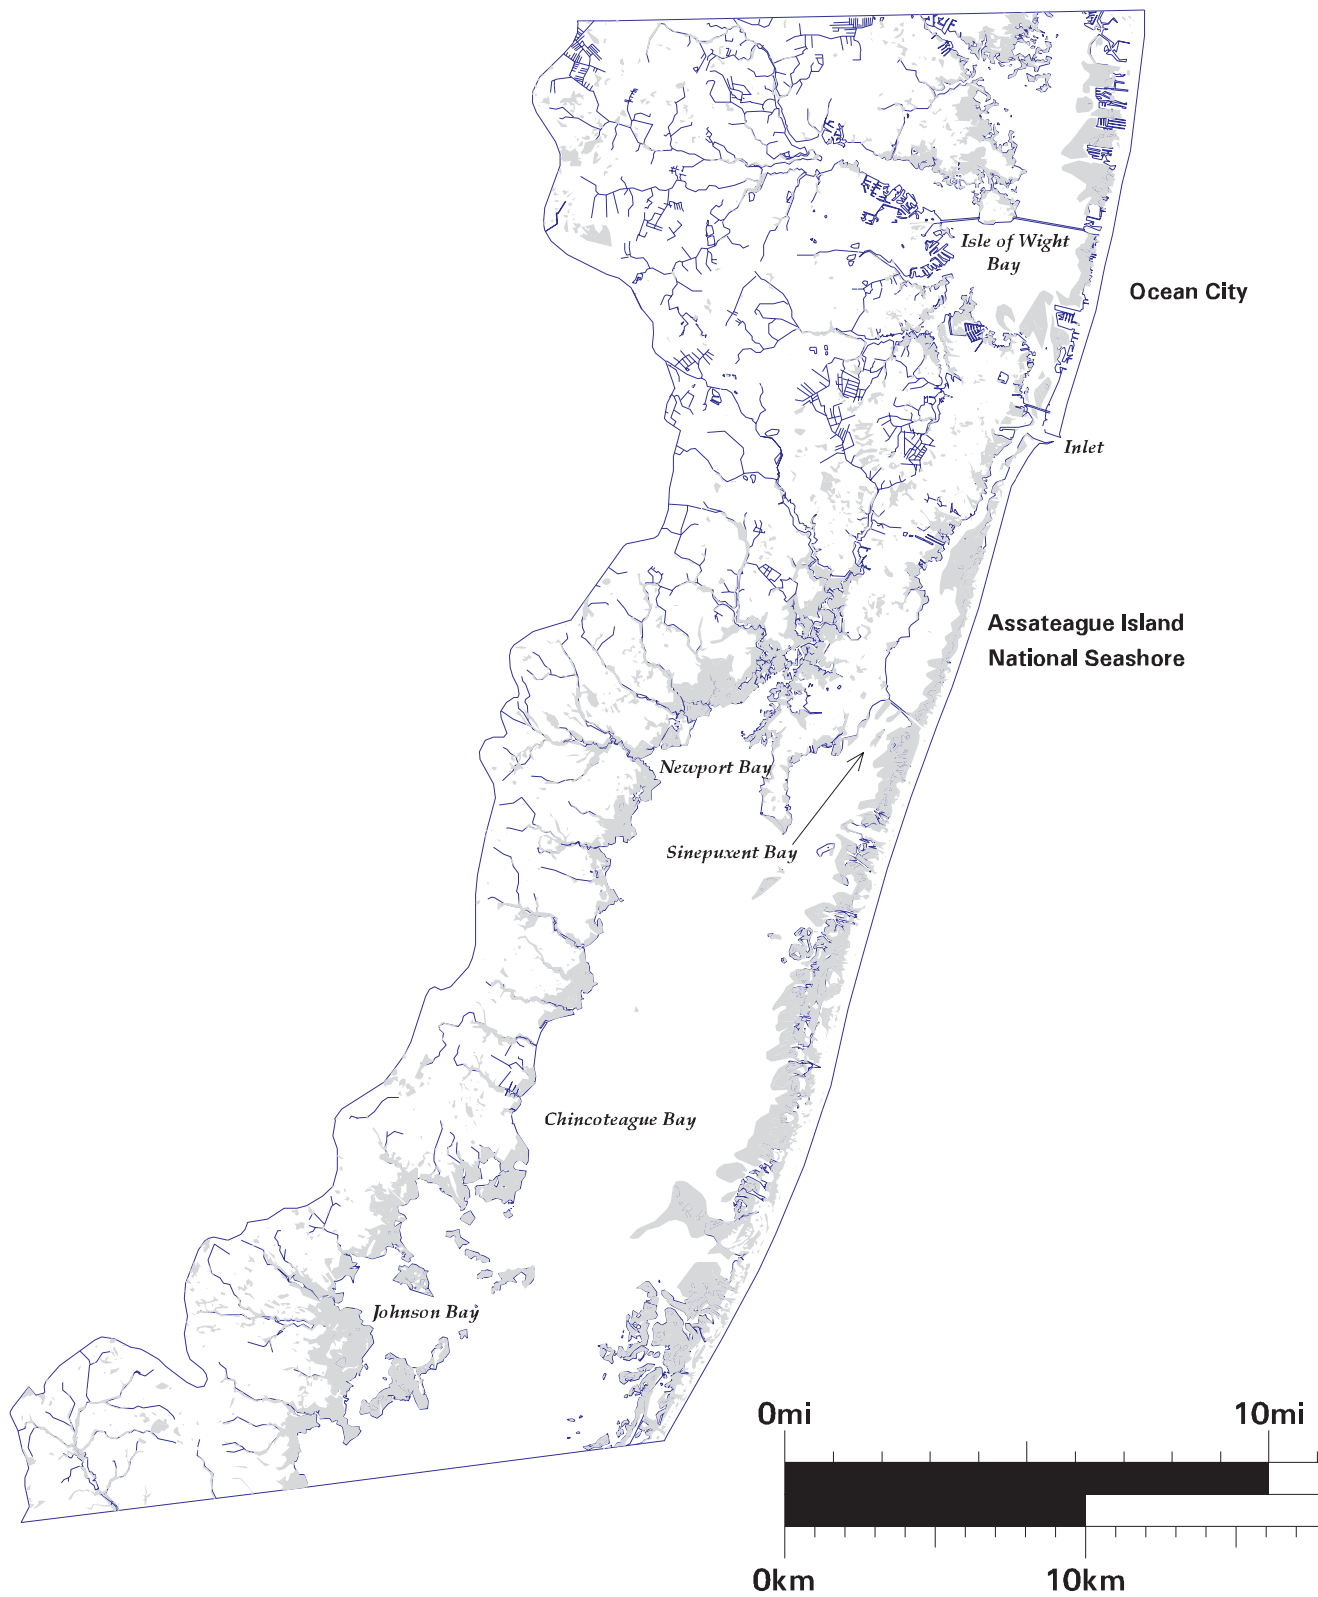 Isle of Wight
Bay
Ocean City
Inlet
Assateague Island
National Seashore
Newport Bay
Sinepuxent Bay
Chincoteague Bay
Johnson Bay
0mi 10mi
0km 10km